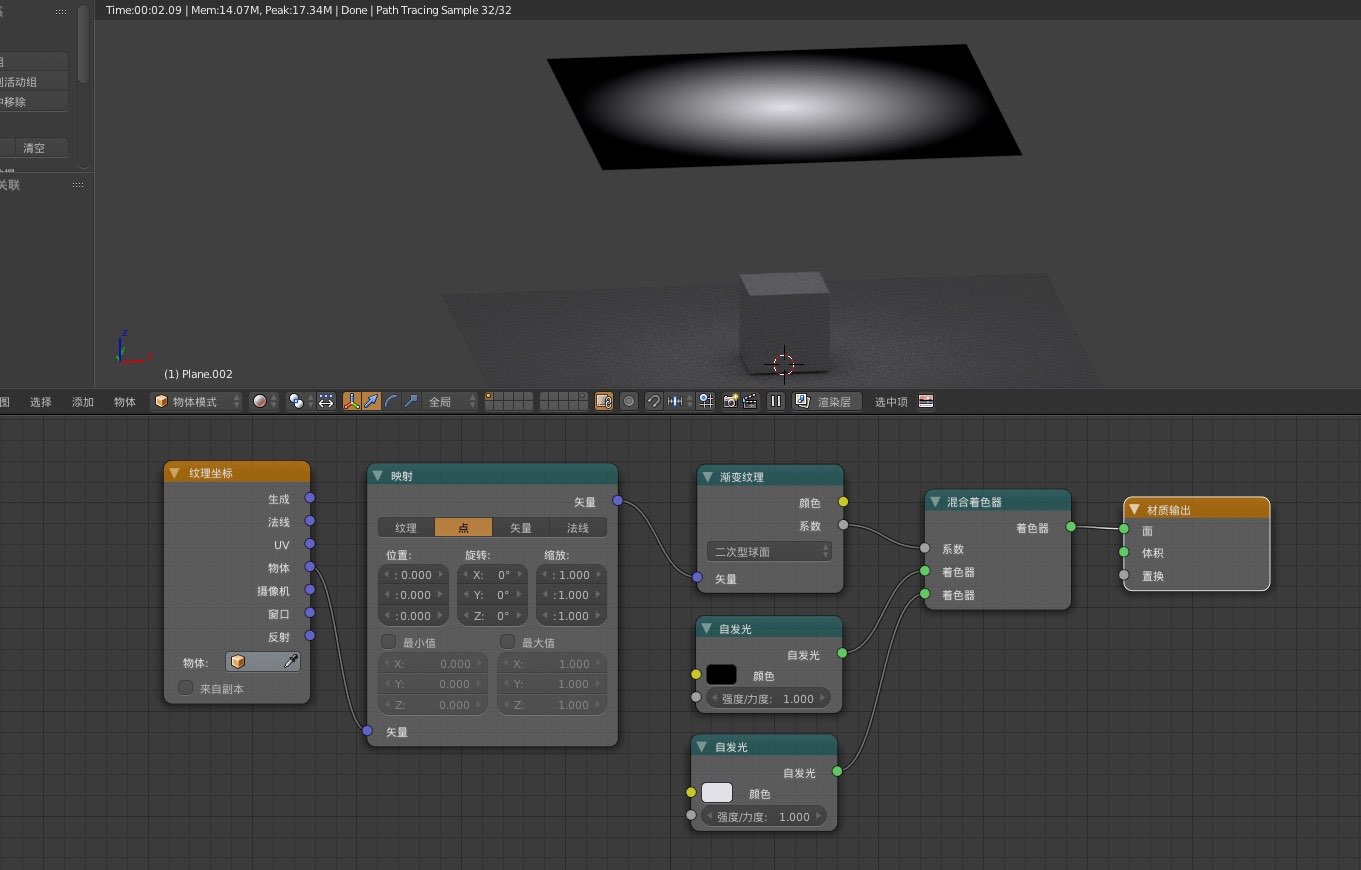 Time:00:02.09 | Mem:14.07M, Peak:17.34M | Done | Path Tracing Sample 32/32
组
活动组
移除
清空
关联
z
(1) Plane.002
图 选择 添加 物体 物体模式 全局 渲染层 选中项
纹理坐标
生成
法线
UV
物体
摄像机
窗口
反射
物体:
来自副本
映射
矢量
纹理 点 矢量 法线
位置: 旋转: 缩放:
: 0.000 X: 0° : 1.000
:0.000 Y: 0° :1.000
:0.000 Z: 0° :1.000
最小值 最大值
X: 0.000 X: 1.000
Y: 0.000 Y: 1.000
Z: 0.000 Z: 1.000
矢量
渐变纹理
颜色
系数
二次型球面
矢量
自发光
自发光
颜色
强度/力度: 1.000
自发光
自发光
颜色
强度/力度: 1.000
混合着色器
着色器
系数
着色器
着色器
材质输出
面
体积
置换